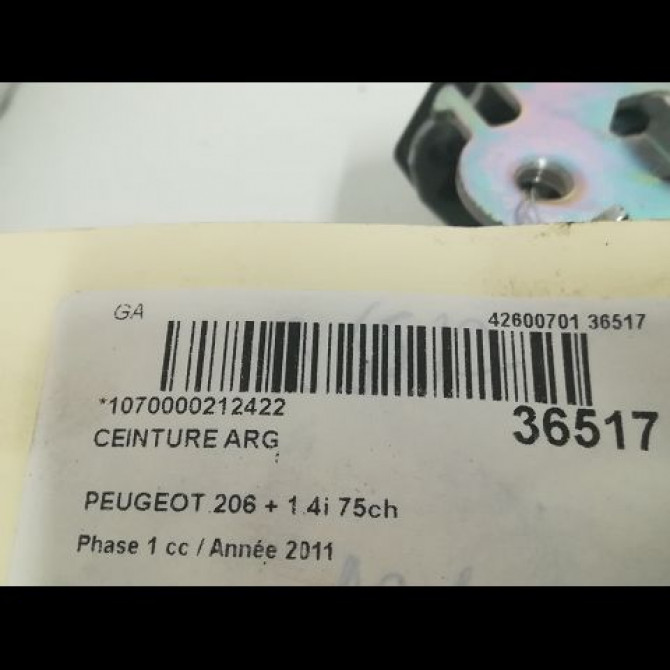 GA
42600701 36517
*1070000212422
36517
CEINTURE ARG
PEUGEOT 206 + 1.4i 75ch
Phase 1 cc / Année 2011